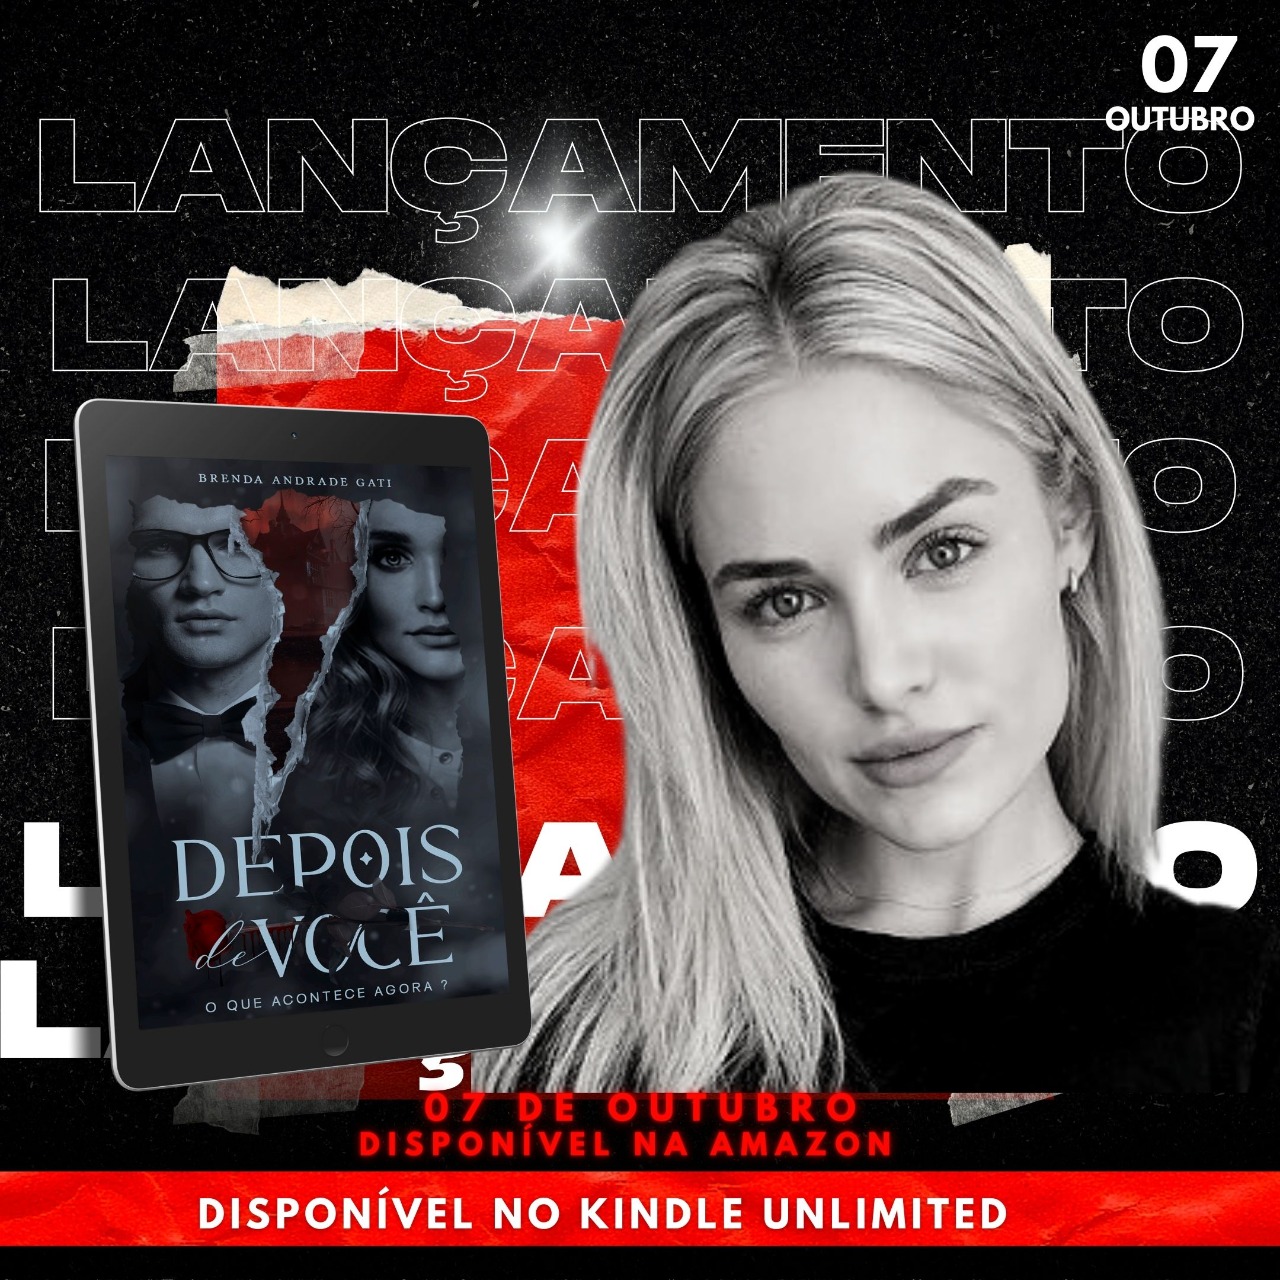 07
OUTUBRO
LANÇAMENTO
BRENDA ANDRADE GATI
DEPOIS
de VOCÊ
O QUE ACONTECE AGORA ?
07 DE OUTUBRO
DISPONÍVEL NA AMAZON
DISPONÍVEL NO KINDLE UNLIMITED